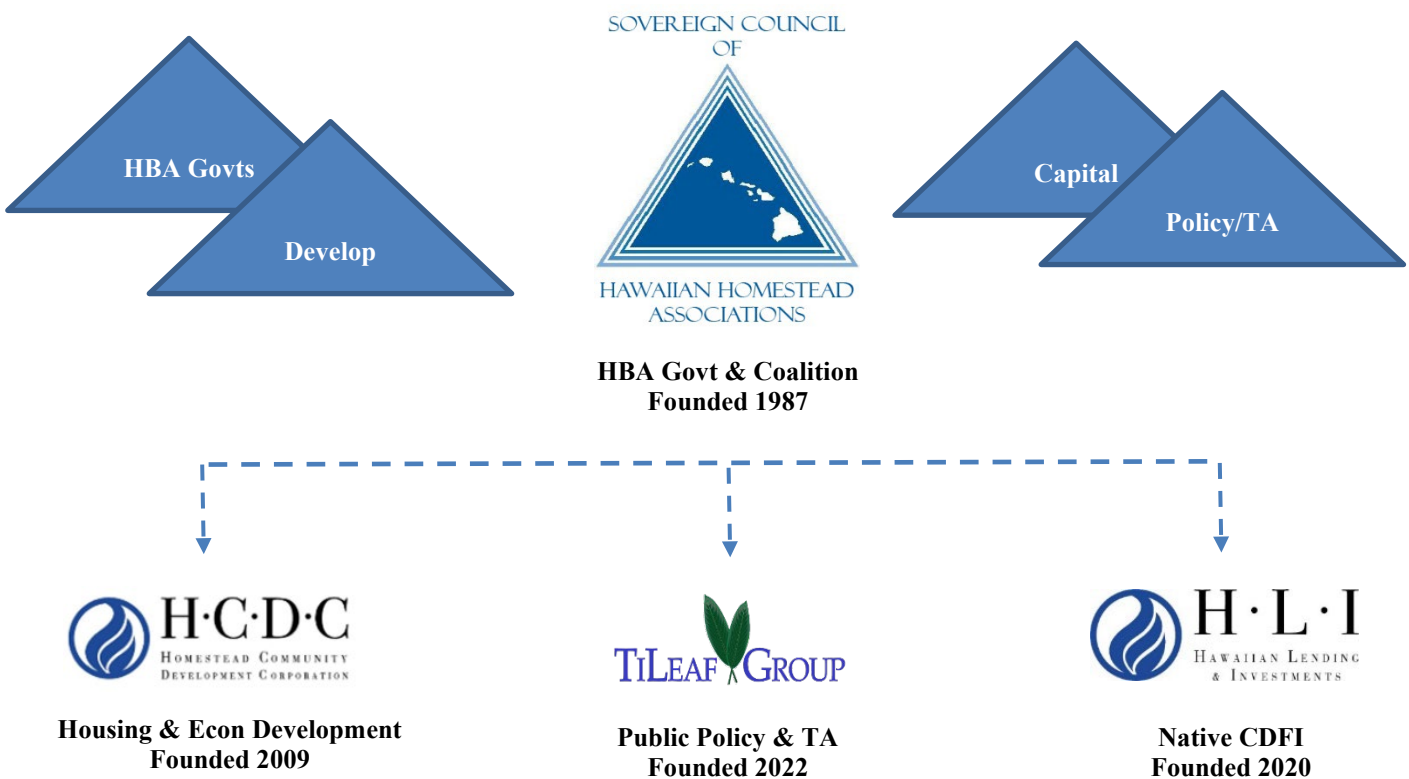 SOVEREIGN COUNCIL
OF
HAWAIIAN HOMESTEAD
ASSOCIATIONS
HBA Govts
Develop
Capital
Policy/TA
HBA Govt & Coalition
Founded 1987
H·C·D·C
HOMESTEAD COMMUNITY
DEVELOPMENT CORPORATION
Housing & Econ Development
Founded 2009
TILEAF GROUP
Public Policy & TA
Founded 2022
H·L·I
HAWAIIAN LENDING
& INVESTMENTS
Native CDFI
Founded 2020